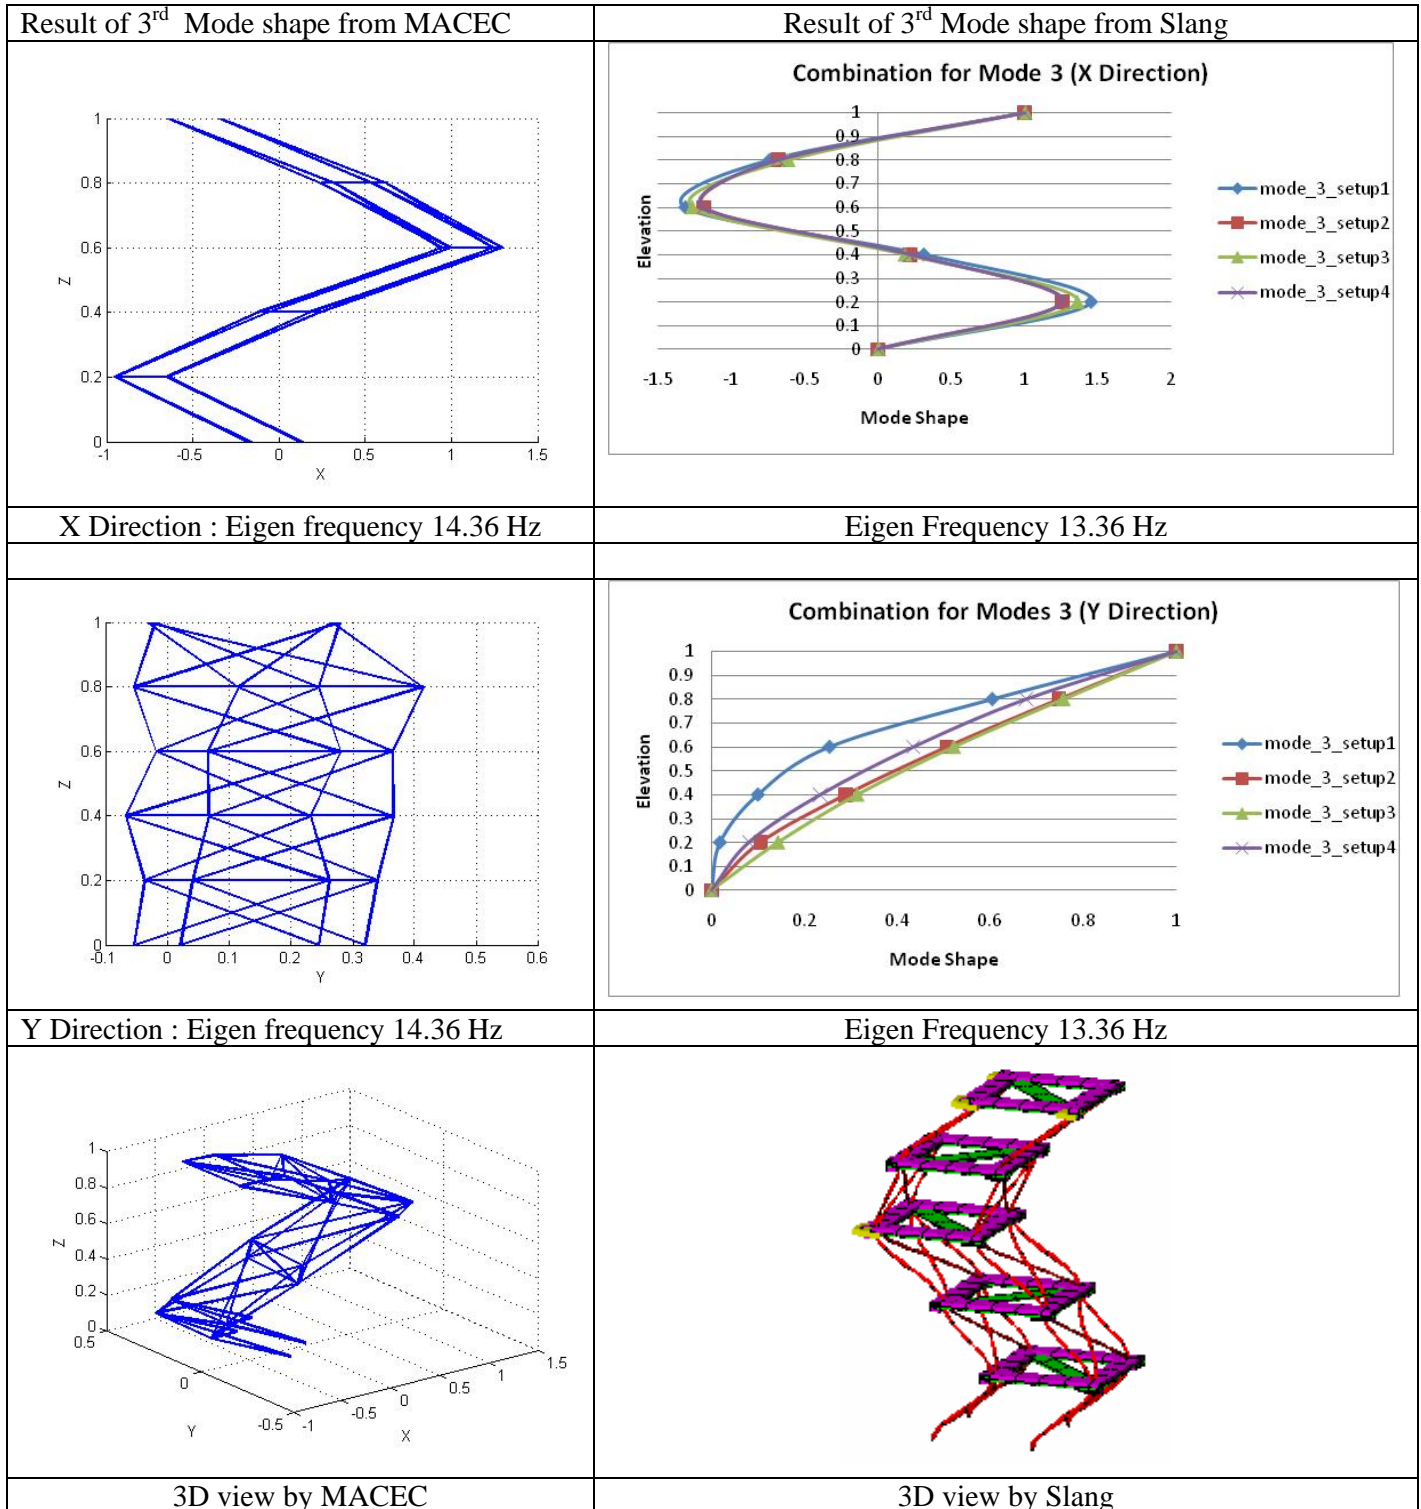 Result of 3rd Mode shape from MACEC
Result of 3rd Mode shape from Slang
1
0.8
0.6
Z
0.4
0.2
0
-1
-0.5
0
0.5
1
1.5
X
Combination for Mode 3 (X Direction)
1
0.9
0.8
0.7
0.6
0.5
0.4
0.3
0.2
0.1
0
Elevation
-1.5
-1
-0.5
0
0.5
1
1.5
2
Mode Shape
mode_3_setup1
mode_3_setup2
mode_3_setup3
mode_3_setup4
X Direction : Eigen frequency 14.36 Hz
Eigen Frequency 13.36 Hz
1
0.8
0.6
Z
0.4
0.2
0
-0.1
0
0.1
0.2
0.3
0.4
0.5
0.6
Y
Combination for Modes 3 (Y Direction)
1
0.9
0.8
0.7
0.6
0.5
0.4
0.3
0.2
0.1
0
Elevation
0
0.2
0.4
0.6
0.8
1
Mode Shape
mode_3_setup1
mode_3_setup2
mode_3_setup3
mode_3_setup4
Y Direction : Eigen frequency 14.36 Hz
Eigen Frequency 13.36 Hz
1
0.8
0.6
Z
0.4
0.2
0
0.5
0
-0.5
Y
-1
-0.5
0
0.5
1
1.5
X
3D view by MACEC
3D view by Slang